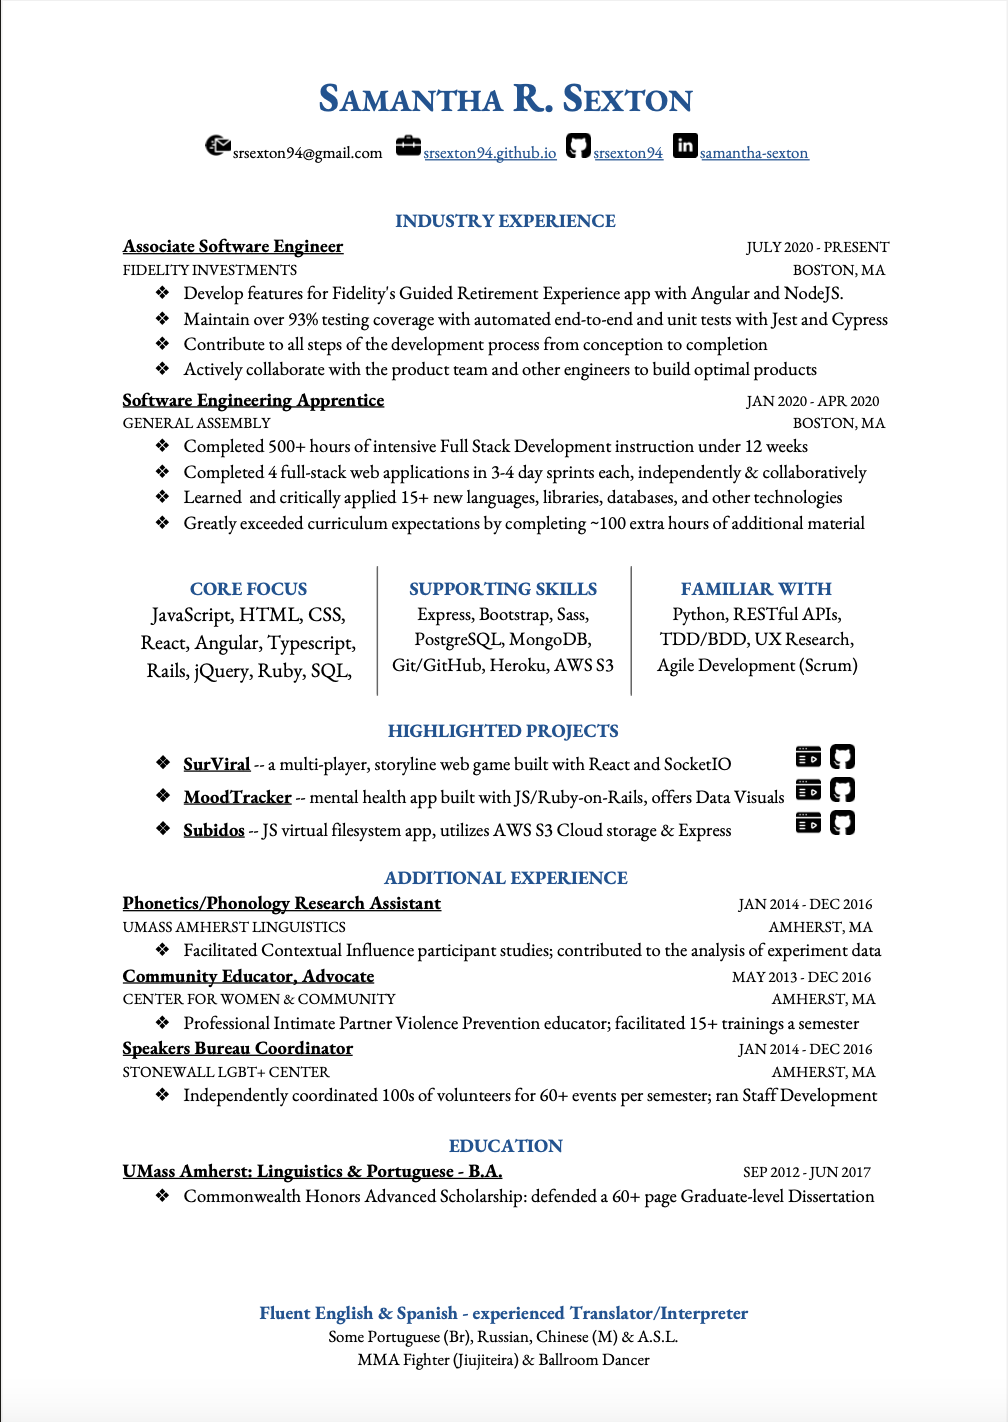 Samantha R. Sexton
srsexton94@gmail.com srsexton94.github.io srsexton94 in samantha-sexton
INDUSTRY EXPERIENCE
Associate Software Engineer JULY 2020 - PRESENT
FIDELITY INVESTMENTS BOSTON, MA
❖ Develop features for Fidelity's Guided Retirement Experience app with Angular and NodeJS.
❖ Maintain over 93% testing coverage with automated end-to-end and unit tests with Jest and Cypress
❖ Contribute to all steps of the development process from conception to completion
❖ Actively collaborate with the product team and other engineers to build optimal products
Software Engineering Apprentice JAN 2020 - APR 2020
GENERAL ASSEMBLY BOSTON, MA
❖ Completed 500+ hours of intensive Full Stack Development instruction under 12 weeks
❖ Completed 4 full-stack web applications in 3-4 day sprints each, independently & collaboratively
❖ Learned and critically applied 15+ new languages, libraries, databases, and other technologies
❖ Greatly exceeded curriculum expectations by completing ~100 extra hours of additional material
CORE FOCUS
JavaScript, HTML, CSS,
React, Angular, Typescript,
Rails, jQuery, Ruby, SQL,
SUPPORTING SKILLS
Express, Bootstrap, Sass,
PostgreSQL, MongoDB,
Git/GitHub, Heroku, AWS S3
FAMILIAR WITH
Python, RESTful APIs,
TDD/BDD, UX Research,
Agile Development (Scrum)
HIGHLIGHTED PROJECTS
❖ SurViral -- a multi-player, storyline web game built with React and SocketIO
❖ MoodTracker -- mental health app built with JS/Ruby-on-Rails, offers Data Visuals
❖ Subidos -- JS virtual filesystem app, utilizes AWS S3 Cloud storage & Express
ADDITIONAL EXPERIENCE
Phonetics/Phonology Research Assistant JAN 2014 - DEC 2016
UMASS AMHERST LINGUISTICS AMHERST, MA
❖ Facilitated Contextual Influence participant studies; contributed to the analysis of experiment data
Community Educator, Advocate MAY 2013 - DEC 2016
CENTER FOR WOMEN & COMMUNITY AMHERST, MA
❖ Professional Intimate Partner Violence Prevention educator; facilitated 15+ trainings a semester
Speakers Bureau Coordinator JAN 2014 - DEC 2016
STONEWALL LGBT+ CENTER AMHERST, MA
❖ Independently coordinated 100s of volunteers for 60+ events per semester; ran Staff Development
EDUCATION
UMass Amherst: Linguistics & Portuguese - B.A. SEP 2012 - JUN 2017
❖ Commonwealth Honors Advanced Scholarship: defended a 60+ page Graduate-level Dissertation
Fluent English & Spanish - experienced Translator/Interpreter
Some Portuguese (Br), Russian, Chinese (M) & A.S.L.
MMA Fighter (Jiujiteira) & Ballroom Dancer